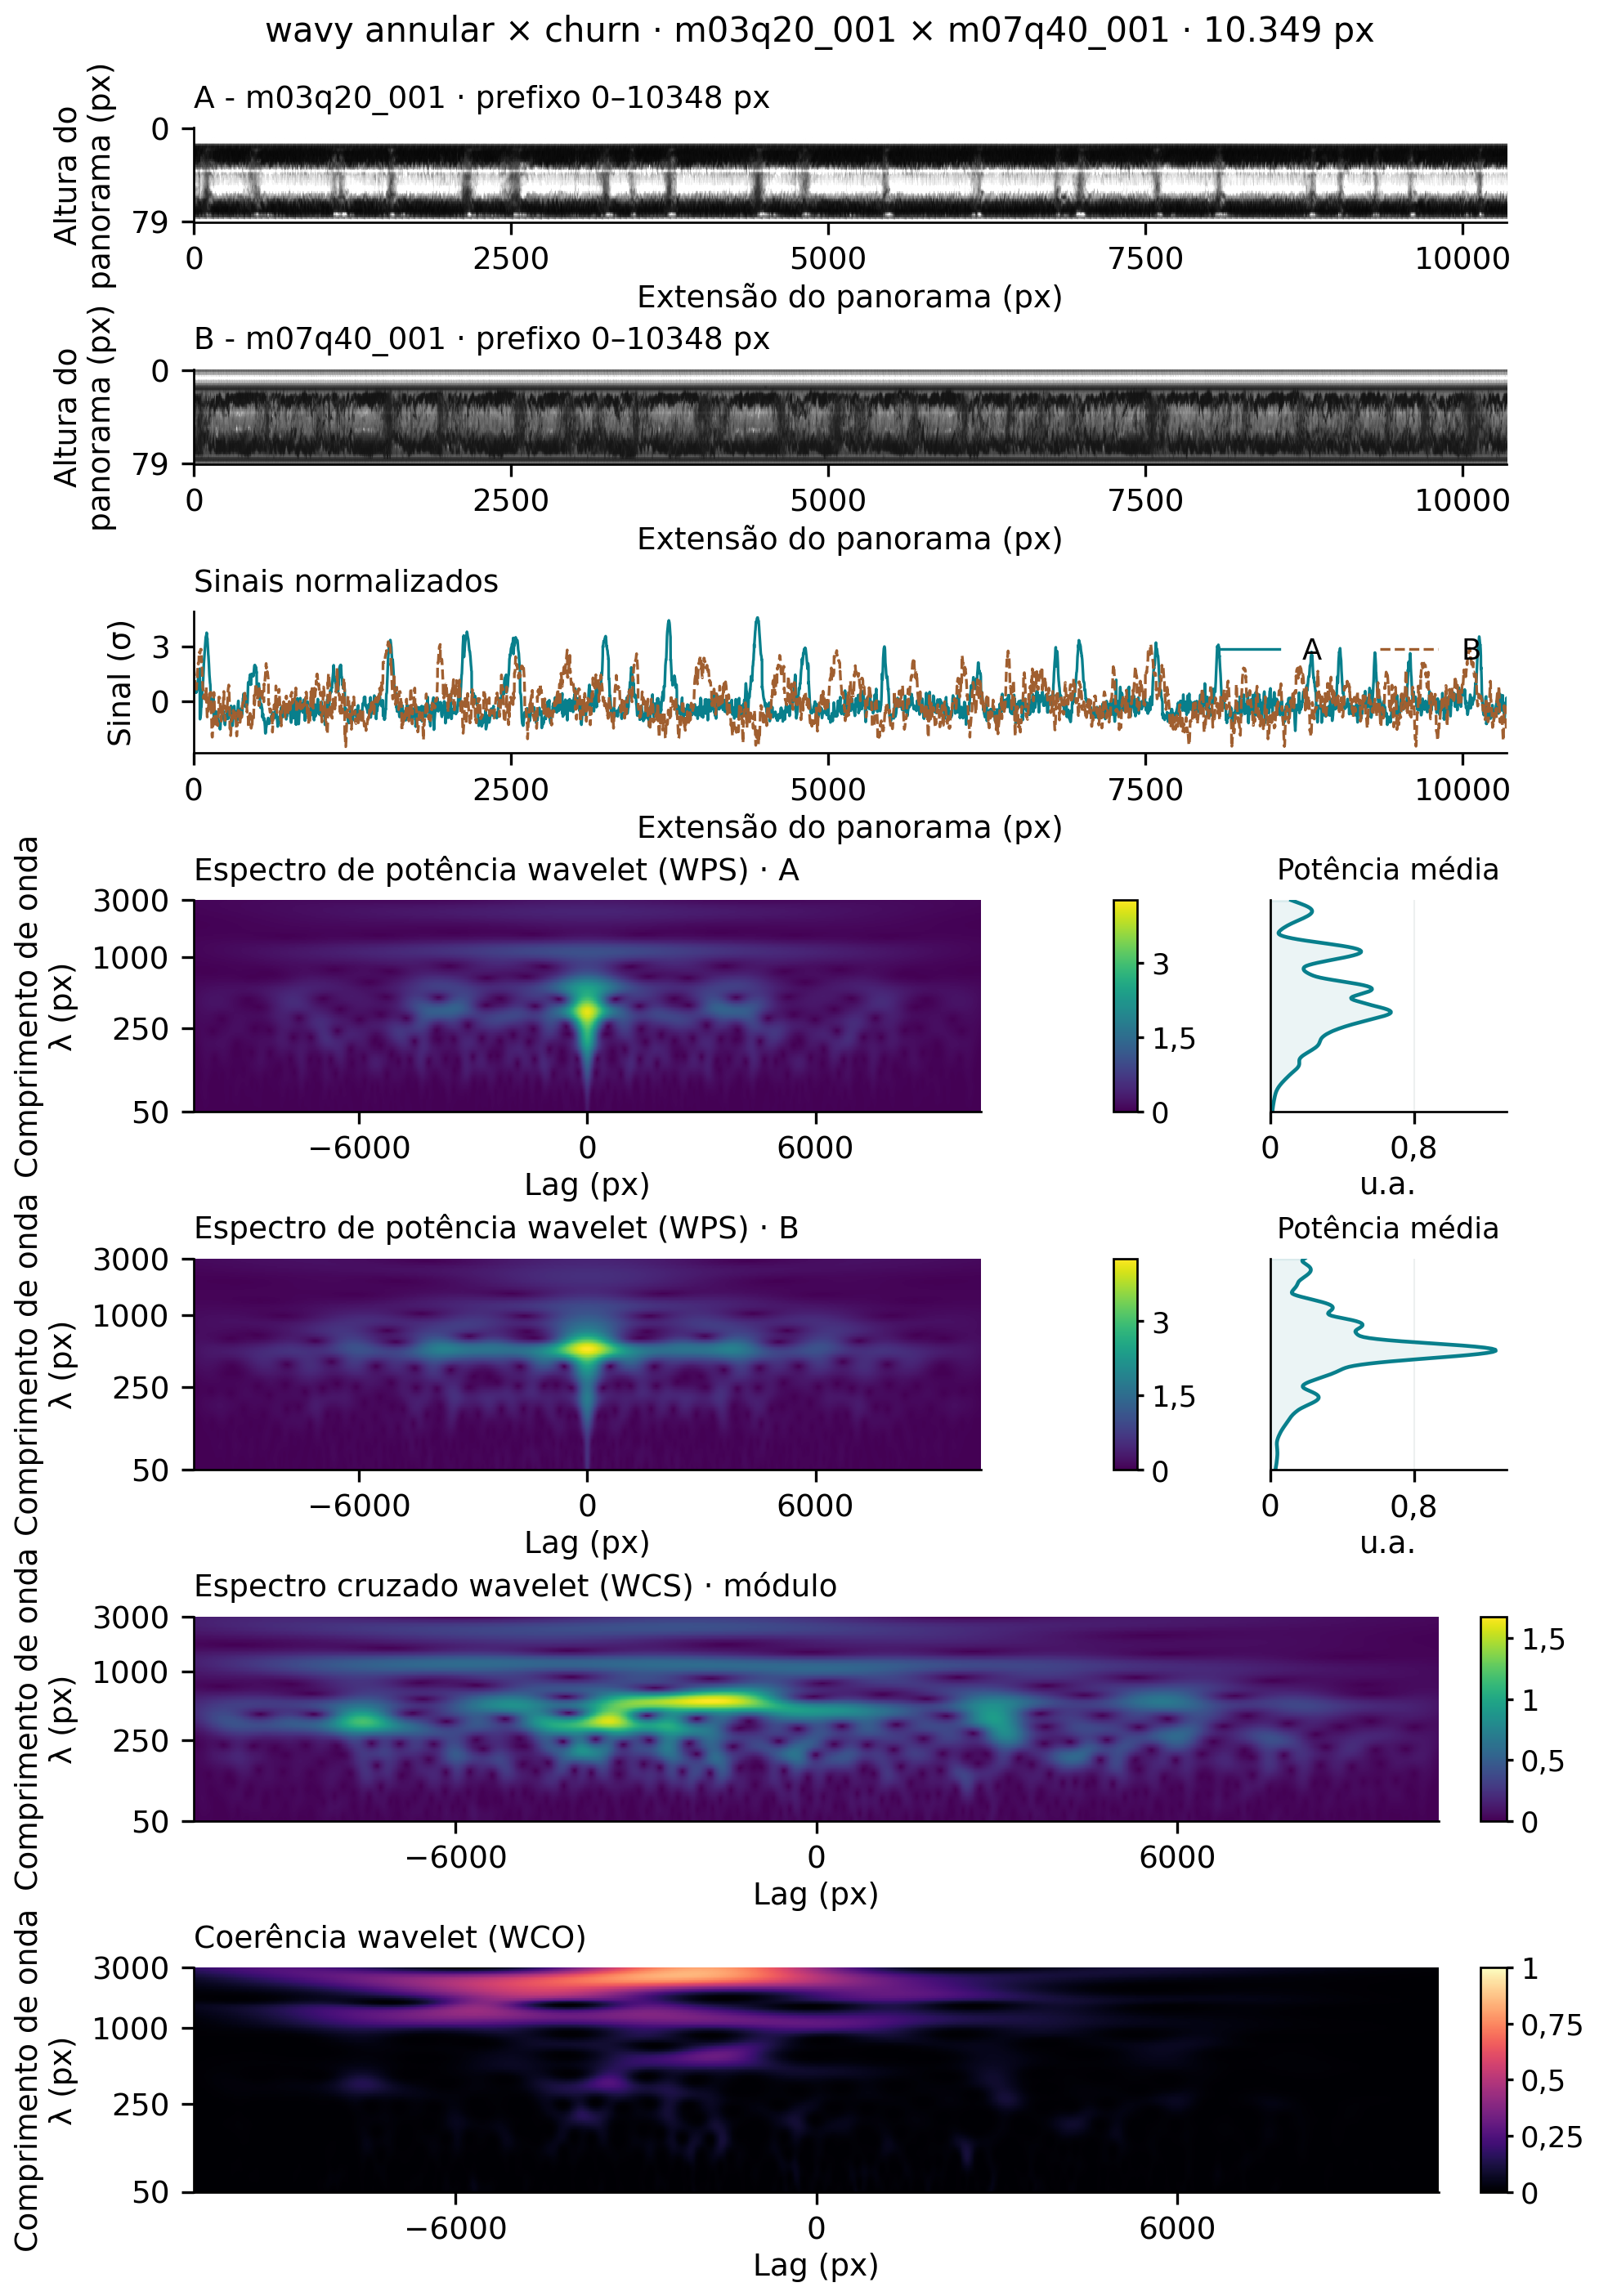 wavy annular × churn · m03q20_001 × m07q40_001 · 10.349 px
A - m03q20_001 · prefixo 0–10348 px
Altura do
panorama (px)
0
79
0 2500 5000 7500 10000
Extensão do panorama (px)
B - m07q40_001 · prefixo 0–10348 px
Altura do
panorama (px)
0
79
0 2500 5000 7500 10000
Extensão do panorama (px)
Sinais normalizados
Sinal (σ)
3
0
A B
0 2500 5000 7500 10000
Extensão do panorama (px)
Espectro de potência wavelet (WPS) · A
Comprimento de onda
λ (px)
3000
1000
250
50
−6000 0 6000
Lag (px)
3
1,5
0
Potência média
0 0,8
u.a.
Espectro de potência wavelet (WPS) · B
Comprimento de onda
λ (px)
3000
1000
250
50
−6000 0 6000
Lag (px)
3
1,5
0
Potência média
0 0,8
u.a.
Espectro cruzado wavelet (WCS) · módulo
Comprimento de onda
λ (px)
3000
1000
250
50
−6000 0 6000
Lag (px)
1,5
1
0,5
0
Coerência wavelet (WCO)
Comprimento de onda
λ (px)
3000
1000
250
50
−6000 0 6000
Lag (px)
1
0,75
0,5
0,25
0